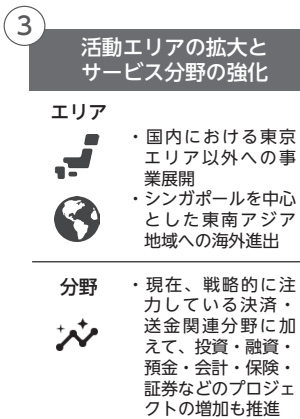 3
活動エリアの拡大と
サービス分野の強化
エリア
・国内における東京
エリア以外への事
業展開
・シンガポールを中心
とした東南アジア
地域への海外進出
分野
・現在、戦略的に注
力している決済・
送金関連分野に加
えて、投資・融資・
預金・会計・保険・
証券などのプロジェ
クトの増加も推進